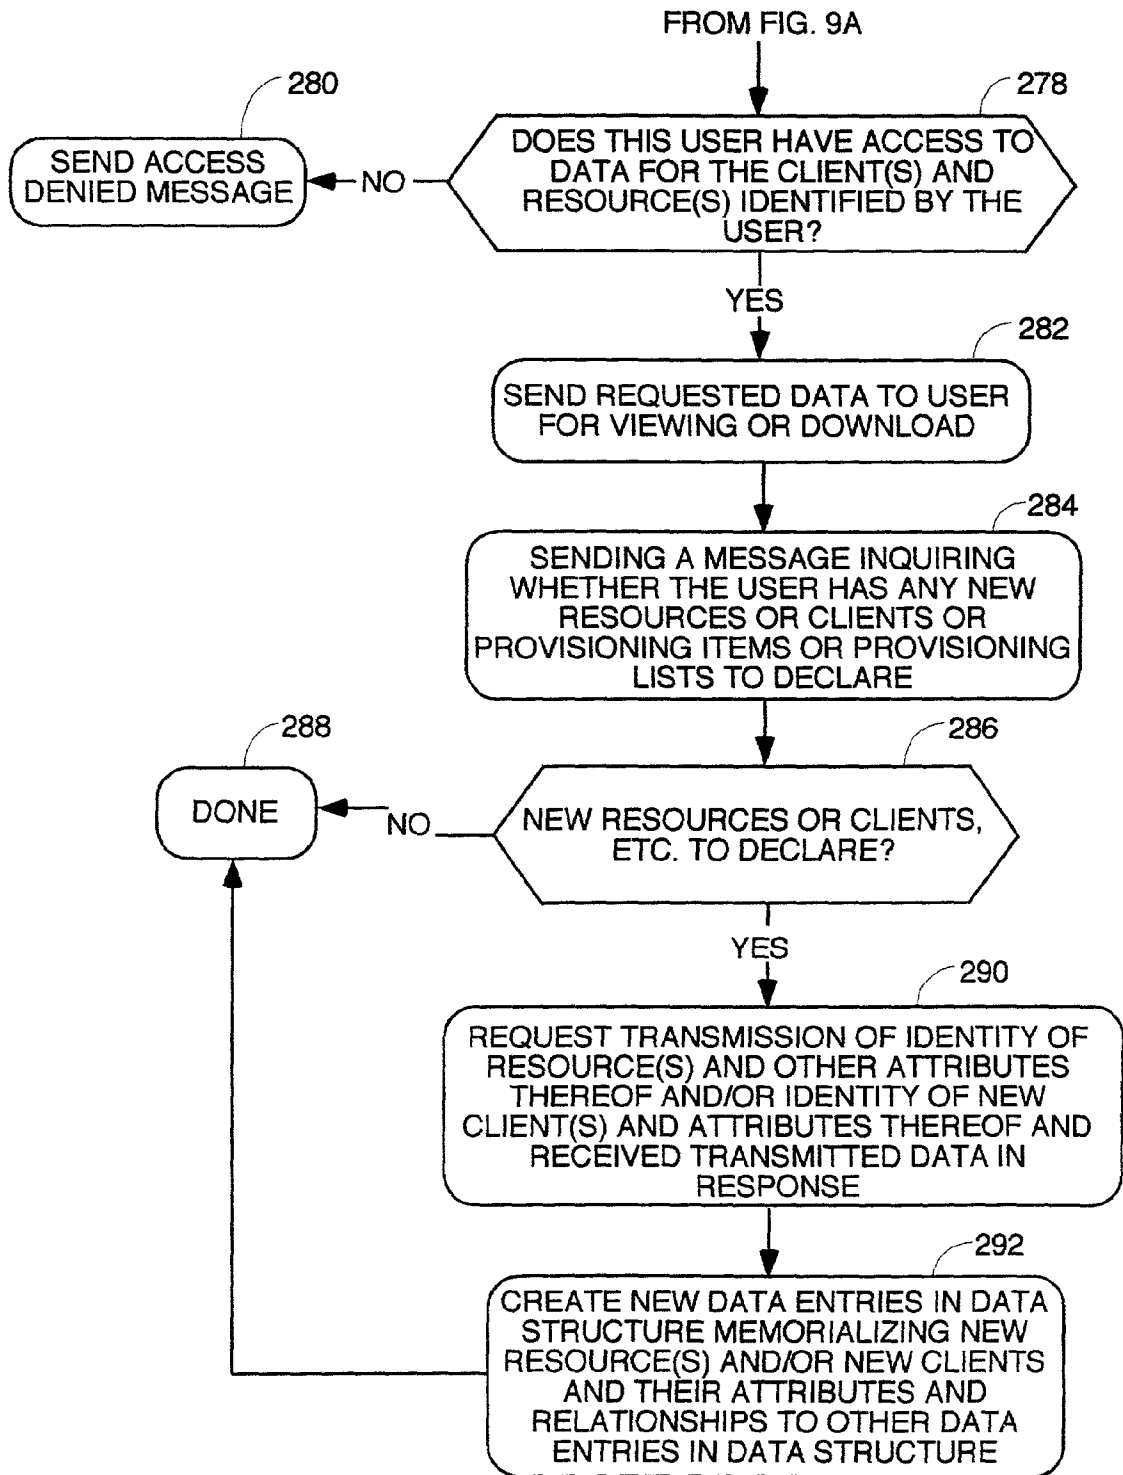 FROM FIG. 9A
280
278
SEND ACCESS
DENIED MESSAGE
NO
DOES THIS USER HAVE ACCESS TO
DATA FOR THE CLIENT(S) AND
RESOURCE(S) IDENTIFIED BY THE
USER?
YES
282
SEND REQUESTED DATA TO USER
FOR VIEWING OR DOWNLOAD
284
SENDING A MESSAGE INQUIRING
WHETHER THE USER HAS ANY NEW
RESOURCES OR CLIENTS OR
PROVISIONING ITEMS OR PROVISIONING
LISTS TO DECLARE
288
286
DONE
NO
NEW RESOURCES OR CLIENTS,
ETC. TO DECLARE?
YES
290
REQUEST TRANSMISSION OF IDENTITY OF
RESOURCE(S) AND OTHER ATTRIBUTES
THEREOF AND/OR IDENTITY OF NEW
CLIENT(S) AND ATTRIBUTES THEREOF AND
RECEIVED TRANSMITTED DATA IN
RESPONSE
292
CREATE NEW DATA ENTRIES IN DATA
STRUCTURE MEMORIALIZING NEW
RESOURCE(S) AND/OR NEW CLIENTS
AND THEIR ATTRIBUTES AND
RELATIONSHIPS TO OTHER DATA
ENTRIES IN DATA STRUCTURE